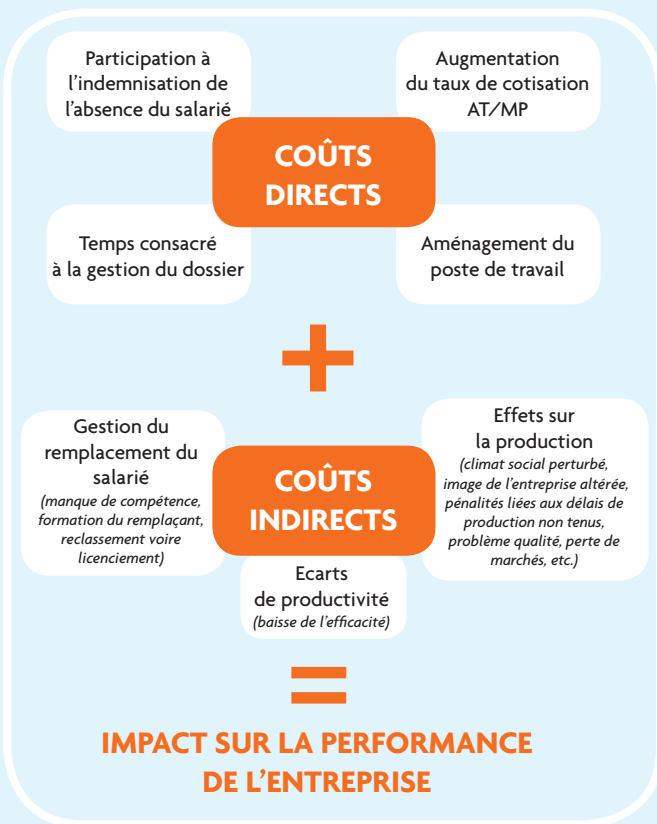 Participation à
l'indemnisation de
l'absence du salarié
Augmentation
du taux de cotisation
AT/MP
COÛTS
DIRECTS
Temps consacré
à la gestion du dossier
Aménagement du
poste de travail
+
Gestion du
remplacement du
salarié
(manque de compétence,
formation du remplaçant,
reclassement voire
licenciement)
COÛTS
INDIRECTS
Effets sur
la production
(climat social perturbé,
image de l'entreprise altérée,
pénalités liées aux délais de
production non tenus,
problème qualité, perte de
marchés, etc.)
Ecarts
de productivité
(baisse de l'efficacité)
=
IMPACT SUR LA PERFORMANCE
DE L'ENTREPRISE